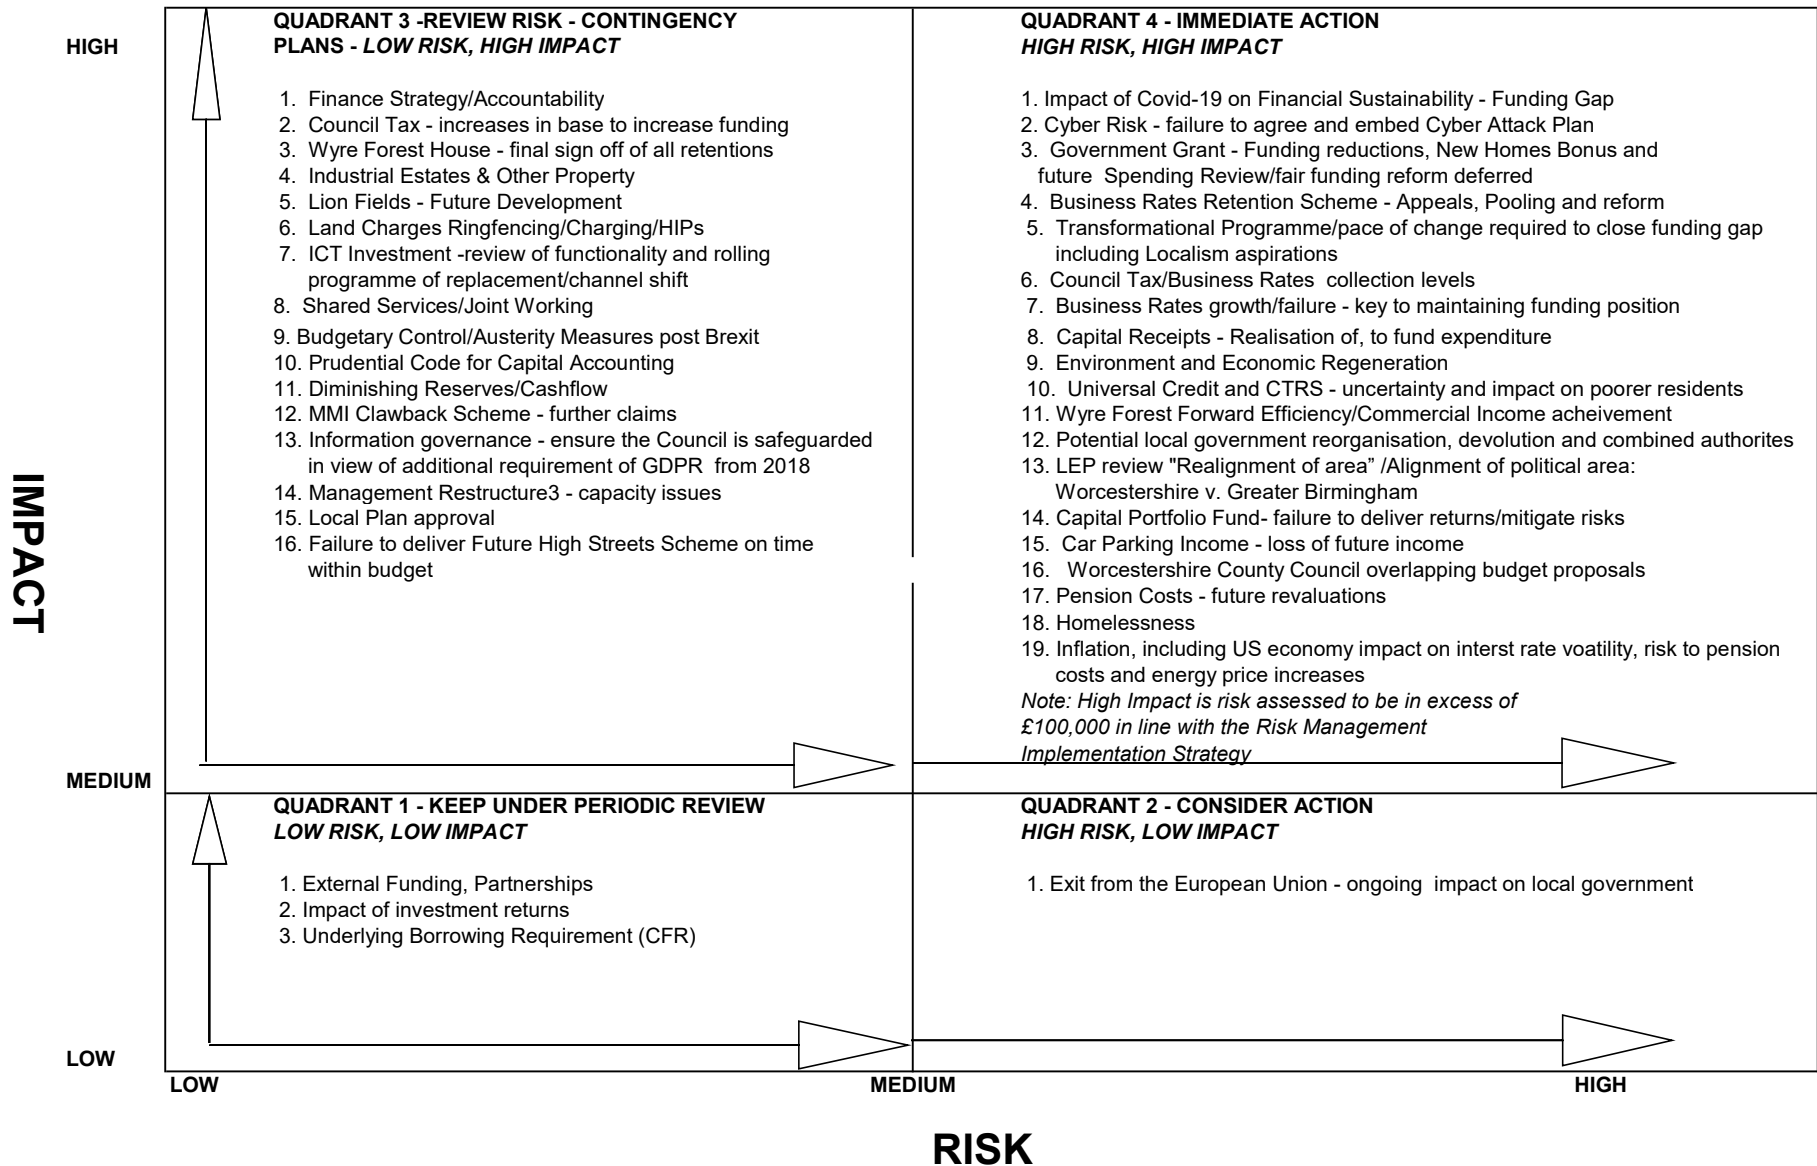 HIGH
QUADRANT 3 -REVIEW RISK - CONTINGENCY
PLANS - LOW RISK, HIGH IMPACT
1. Finance Strategy/Accountability
2. Council Tax - increases in base to increase funding
3. Wyre Forest House - final sign off of all retentions
4. Industrial Estates & Other Property
5. Lion Fields - Future Development
6. Land Charges Ringfencing/Charging/HIPs
7. ICT Investment -review of functionality and rolling
programme of replacement/channel shift
8. Shared Services/Joint Working
9. Budgetary Control/Austerity Measures post Brexit
10. Prudential Code for Capital Accounting
11. Diminishing Reserves/Cashflow
12. MMI Clawback Scheme - further claims
13. Information governance - ensure the Council is safeguarded
in view of additional requirement of GDPR from 2018
14. Management Restructure3 - capacity issues
15. Local Plan approval
16. Failure to deliver Future High Streets Scheme on time
within budget
QUADRANT 4 - IMMEDIATE ACTION
HIGH RISK, HIGH IMPACT
1. Impact of Covid-19 on Financial Sustainability - Funding Gap
2. Cyber Risk - failure to agree and embed Cyber Attack Plan
3. Government Grant - Funding reductions, New Homes Bonus and
future Spending Review/fair funding reform deferred
4. Business Rates Retention Scheme - Appeals, Pooling and reform
5. Transformational Programme/pace of change required to close funding gap
including Localism aspirations
6. Council Tax/Business Rates collection levels
7. Business Rates growth/failure - key to maintaining funding position
8. Capital Receipts - Realisation of, to fund expenditure
9. Environment and Economic Regeneration
10. Universal Credit and CTRS - uncertainty and impact on poorer residents
11. Wyre Forest Forward Efficiency/Commercial Income acheivement
12. Potential local government reorganisation, devolution and combined authorites
13. LEP review "Realignment of area” /Alignment of political area:
Worcestershire v. Greater Birmingham
14. Capital Portfolio Fund- failure to deliver returns/mitigate risks
15. Car Parking Income - loss of future income
16. Worcestershire County Council overlapping budget proposals
17. Pension Costs - future revaluations
18. Homelessness
19. Inflation, including US economy impact on interst rate voatility, risk to pension
costs and energy price increases
Note: High Impact is risk assessed to be in excess of
£100,000 in line with the Risk Management
Implementation Strategy
IMPACT
MEDIUM
QUADRANT 1 - KEEP UNDER PERIODIC REVIEW
LOW RISK, LOW IMPACT
1. External Funding, Partnerships
2. Impact of investment returns
3. Underlying Borrowing Requirement (CFR)
QUADRANT 2 - CONSIDER ACTION
HIGH RISK, LOW IMPACT
1. Exit from the European Union - ongoing impact on local government
LOW
LOW
MEDIUM
HIGH
RISK